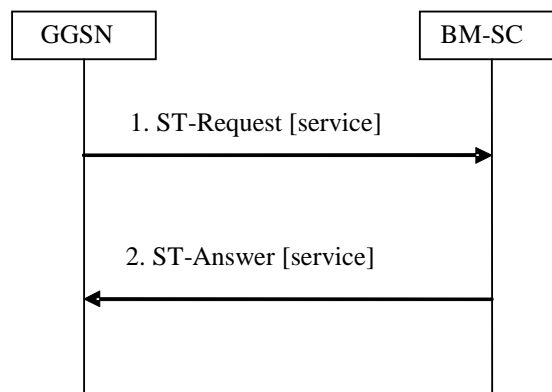 GGSN
BM-SC
1. ST-Request [service]
2. ST-Answer [service]